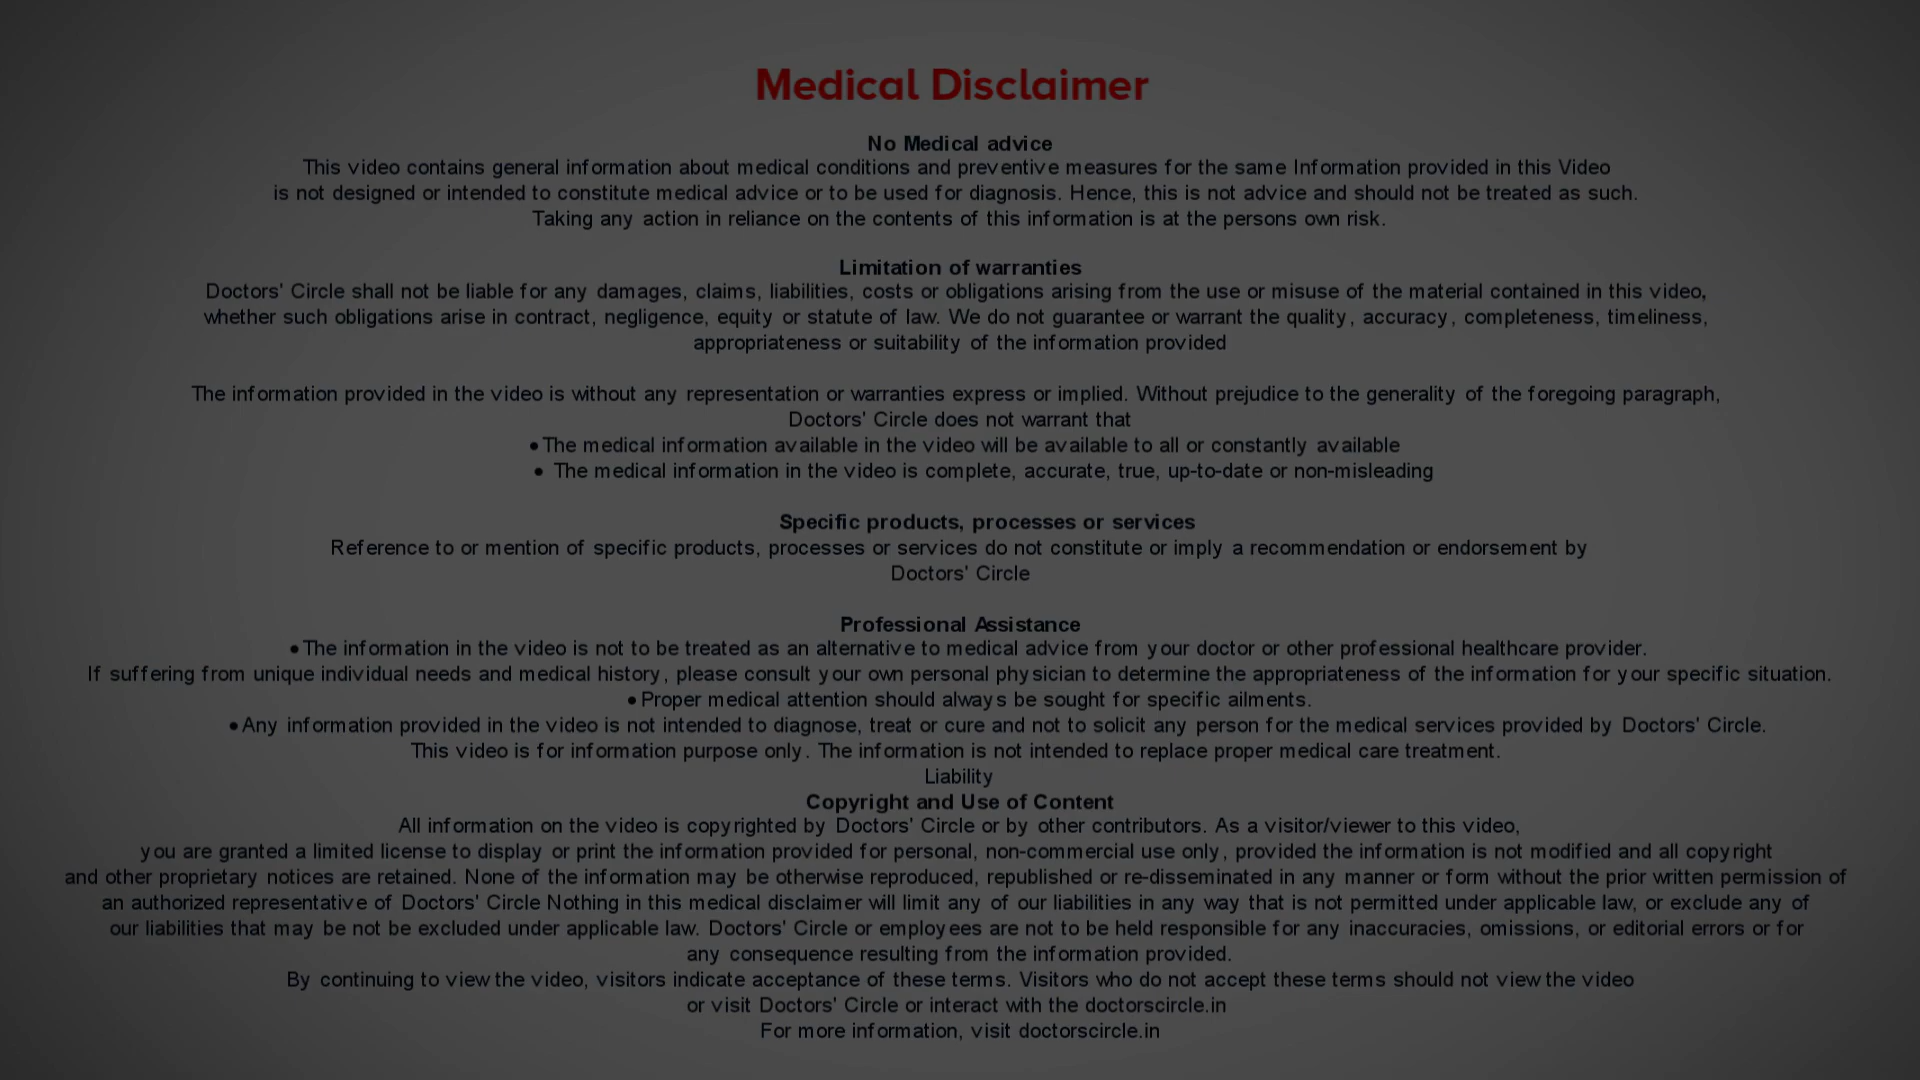 Medical Disclaimer
No Medical advice
This video contains general information about medical conditions and preventive measures for the same Information provided in this Video
is not designed or intended to constitute medical advice or to be used for diagnosis. Hence, this is not advice and should not be treated as such.
Taking any action in reliance on the contents of this information is at the persons own risk.
Limitation of warranties
Doctors' Circle shall not be liable for any damages, claims, liabilities, costs or obligations arising from the use or misuse of the material contained in this video,
whether such obligations arise in contract, negligence, equity or statute of law. We do not guarantee or warrant the quality, accuracy, completeness, timeliness,
appropriateness or suitability of the information provided
The information provided in the video is without any representation or warranties express or implied. Without prejudice to the generality of the foregoing paragraph,
Doctors' Circle does not warrant that
• The medical information available in the video will be available to all or constantly available
• The medical information in the video is complete, accurate, true, up-to-date or non-misleading
Specific products, processes or services
Reference to or mention of specific products, processes or services do not constitute or imply a recommendation or endorsement by
Doctors' Circle
Professional Assistance
• The information in the video is not to be treated as an alternative to medical advice from your doctor or other professional healthcare provider.
If suffering from unique individual needs and medical history, please consult your own personal physician to determine the appropriateness of the information for your specific situation.
• Proper medical attention should always be sought for specific ailments.
• Any information provided in the video is not intended to diagnose, treat or cure and not to solicit any person for the medical services provided by Doctors' Circle.
This video is for information purpose only. The information is not intended to replace proper medical care treatment.
Liability
Copyright and Use of Content
All information on the video is copyrighted by Doctors' Circle or by other contributors. As a visitor/viewer to this video,
you are granted a limited license to display or print the information provided for personal, non-commercial use only, provided the information is not modified and all copyright
and other proprietary notices are retained. None of the information may be otherwise reproduced, republished or re-disseminated in any manner or form without the prior written permission of
an authorized representative of Doctors' Circle Nothing in this medical disclaimer will limit any of our liabilities in any way that is not permitted under applicable law, or exclude any of
our liabilities that may be not be excluded under applicable law. Doctors' Circle or employees are not to be held responsible for any inaccuracies, omissions, or editorial errors or for
any consequence resulting from the information provided.
By continuing to view the video, visitors indicate acceptance of these terms. Visitors who do not accept these terms should not view the video
or visit Doctors' Circle or interact with the doctorscircle.in
For more information, visit doctorscircle.in